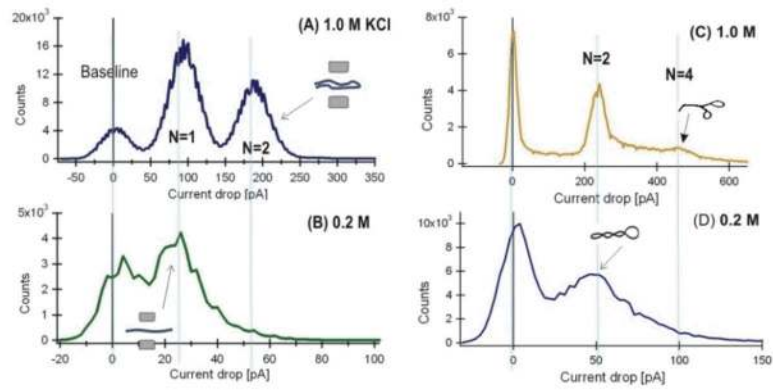 (A) 1.0 M KCl
20x10³
16
12
8
4
0
Counts
Baseline
N=1
N=2
-50 0 50 100 150 200 250 300 350
Current drop [pA]
(B) 0.2 M
5x10³
4
3
2
1
0
Counts
-20 0 20 40 60 80 100
Current drop [pA]
(C) 1.0 M
8x10³
6
4
2
0
Counts
N=2
N=4
0 200 400 600
Current drop [pA]
(D) 0.2 M
10x10³
8
6
4
2
0
Counts
0 50 100 150
Current drop [pA]